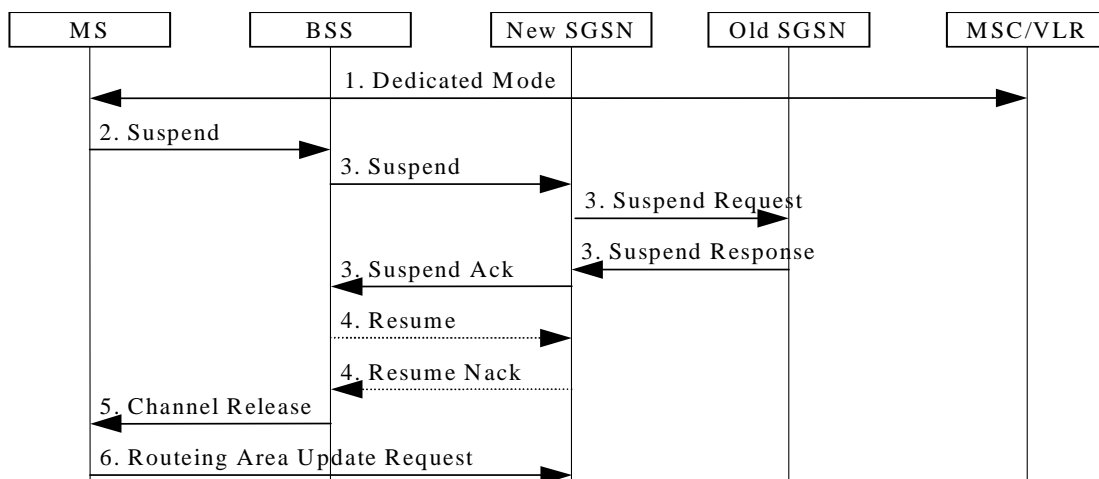 MS
BSS
New SGSN
Old SGSN
MSC/VLR
1. Dedicated Mode
2. Suspend
3. Suspend
3. Suspend Request
3. Suspend Response
3. Suspend Ack
4. Resume
4. Resume Nack
5. Channel Release
6. Routeing Area Update Request